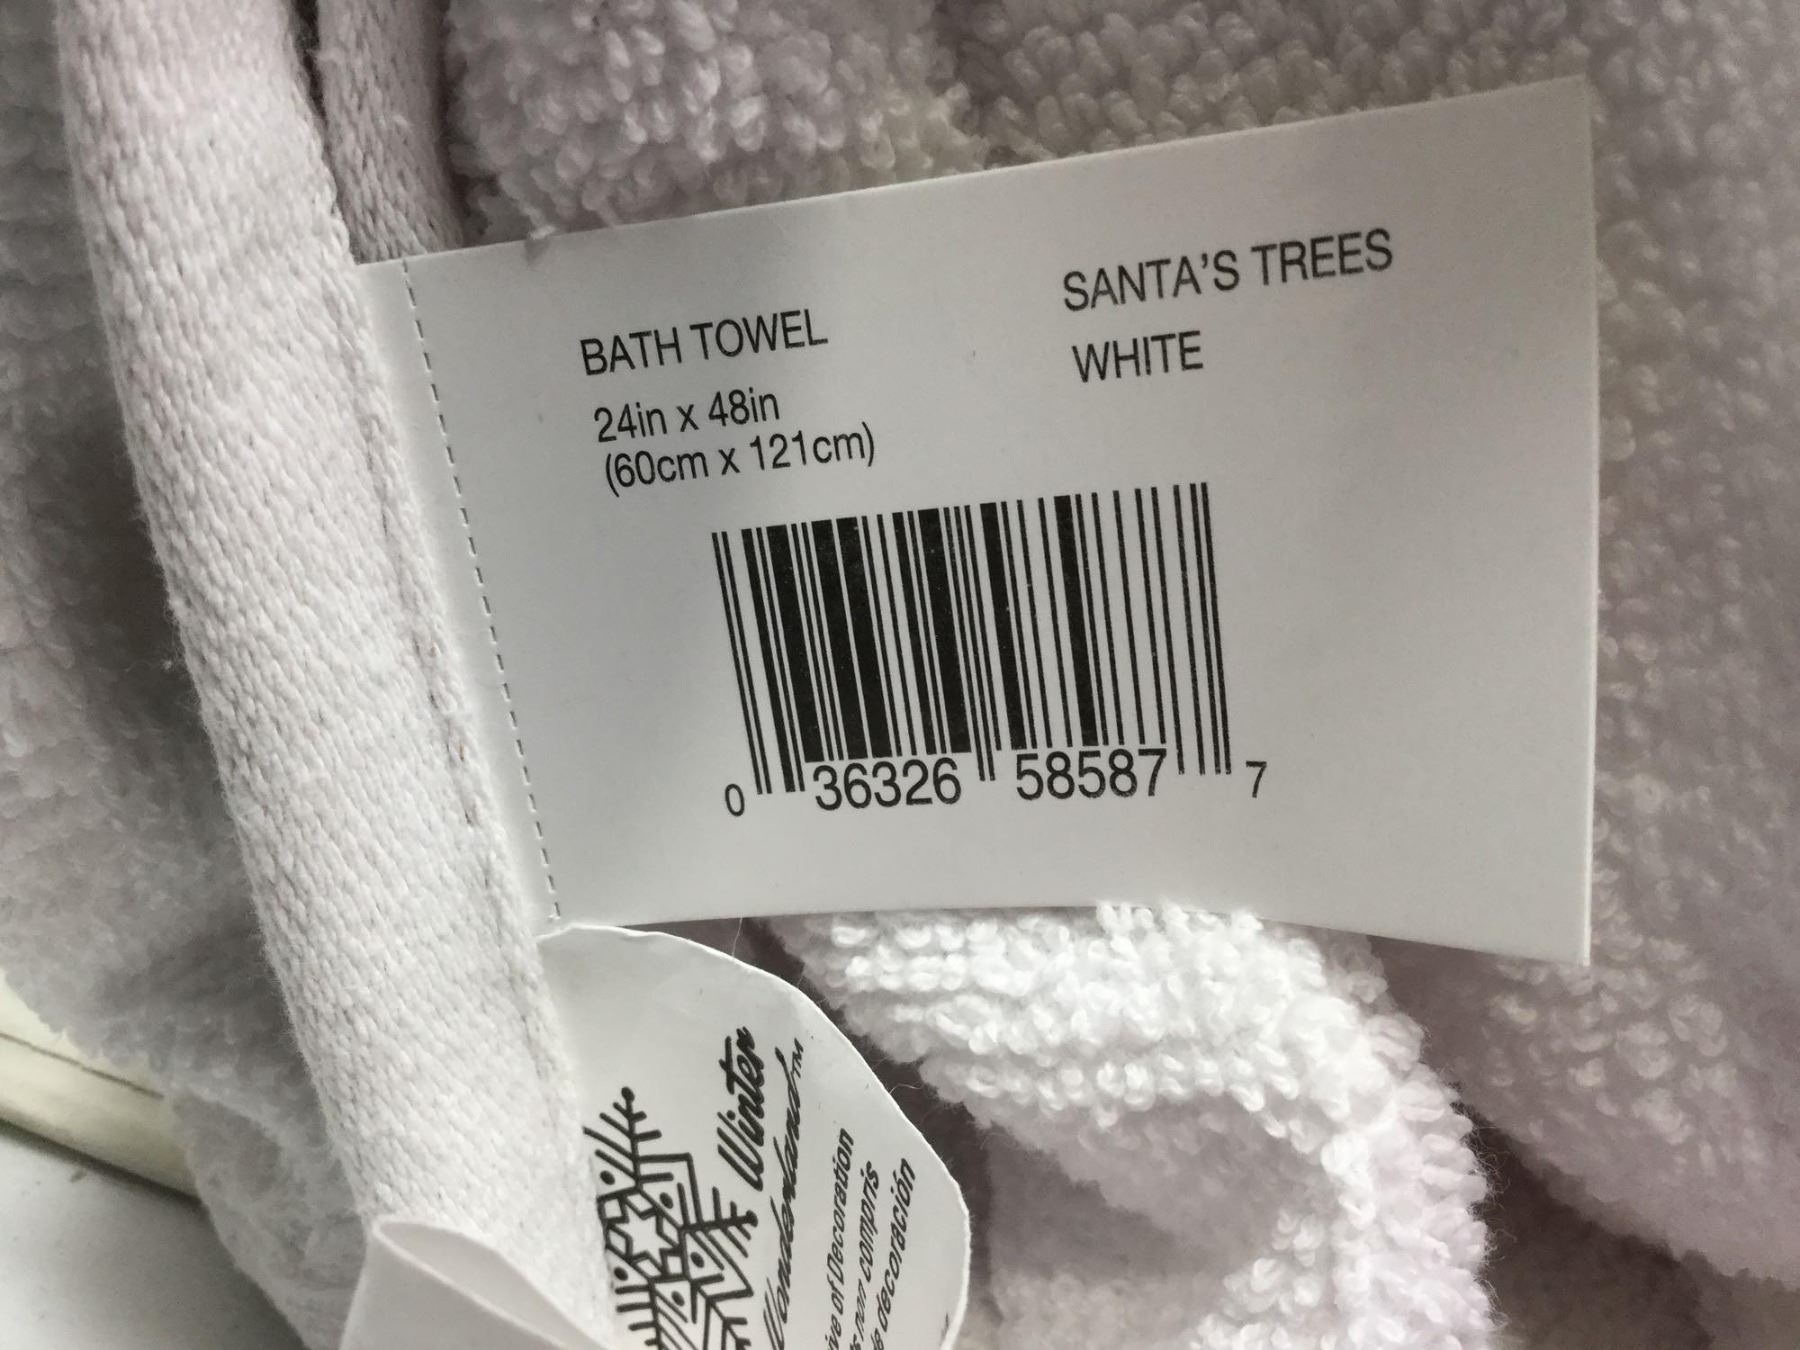 BATH TOWEL
24in x 48in
(60cm x 121cm)
SANTA'S TREES
WHITE
0 36326 58587 7
Winter
Wonderland™
of Decoration
non compris
decoración